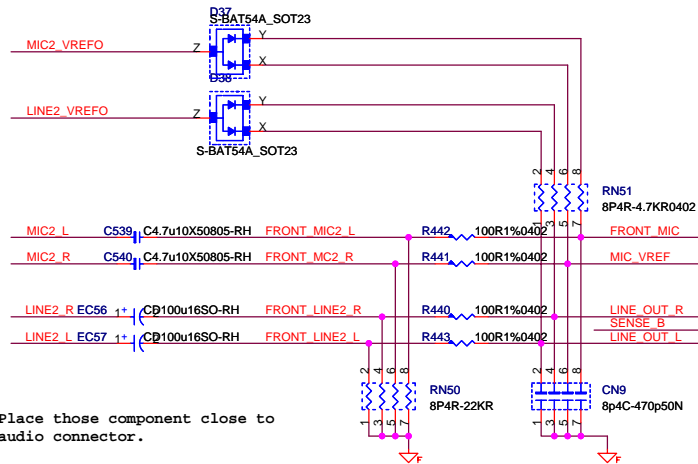 D37
S-BAT54A_SOT23
MIC2_VREFO
Z
Y
X
D38
LINE2_VREFO
Z
Y
X
S-BAT54A_SOT23
2
4
6
8
RN51
8P4R-4.7KR0402
1
3
5
7
MIC2_L C539 C4.7u10X50805-RH FRONT_MIC2_L R442 100R1%0402 FRONT_MIC
MIC2_R C540 C4.7u10X50805-RH FRONT_MC2_R R441 100R1%0402 MIC_VREF
LINE2_R EC56 1 + CD100u16SO-RH FRONT_LINE2_R R440 100R1%0402 LINE_OUT_R
SENSE_B
LINE2_L EC57 1 + CD100u16SO-RH FRONT_LINE2_L R443 100R1%0402 LINE_OUT_L
2
4
6
8
RN50
8P4R-22KR
1
3
5
7
2
4
6
8
CN9
8p4C-470p50N
1
3
5
7
Place those component close to
audio connector.
F
F